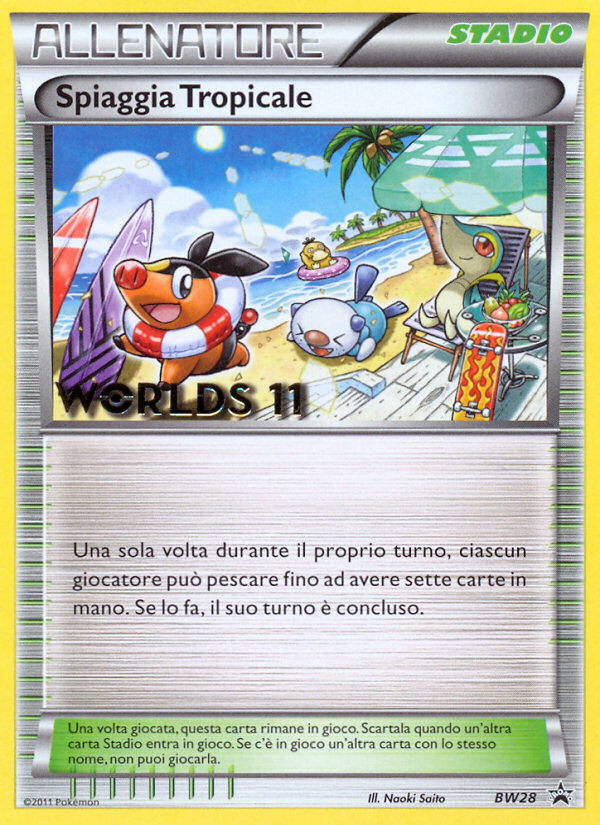 ALLENATORE
STADIO
Spiaggia Tropicale
WORLDS 11
Una sola volta durante il proprio turno, ciascun
giocatore può pescare fino ad avere sette carte in
mano. Se lo fa, il suo turno è concluso.
Una volta giocata, questa carta rimane in gioco. Scartala quando un'altra
carta Stadio entra in gioco. Se c'è in gioco un'altra carta con lo stesso
nome, non puoi giocarla.
©2011 Pokémon
Ill. Naoki Saito
BW28